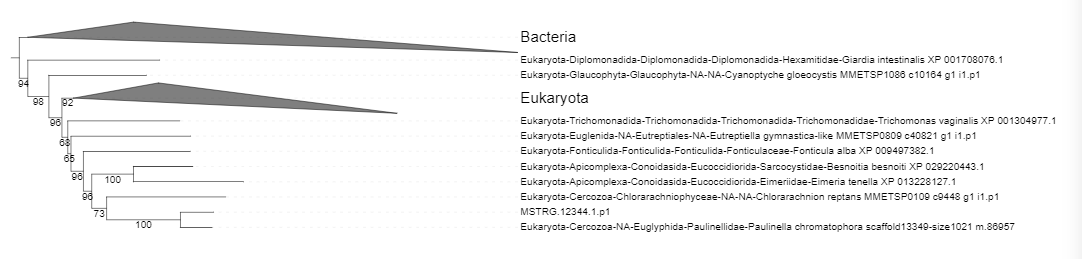 Bacteria
Eukaryota-Diplomonadida-Diplomonadida-Diplomonadida-Hexamitidae-Giardia intestinalis XP 001708076.1
94
Eukaryota-Glaucophyta-Glaucophyta-NA-NA-Cyanoptyche gloeocystis MMETSP1086 c10164 g1 i1.p1
98
92
Eukaryota
96
Eukaryota-Trichomonadida-Trichomonadida-Trichomonadida-Trichomonadidae-Trichomonas vaginalis XP 001304977.1
68
Eukaryota-Euglenida-NA-Eutreptiales-NA-Eutreptiella gymnastica-like MMETSP0809 c40821 g1 i1.p1
65
Eukaryota-Fonticulida-Fonticulida-Fonticulida-Fonticulaceae-Fonticula alba XP 009497382.1
96
Eukaryota-Apicomplexa-Conoidasida-Eucoccidiorida-Sarcocystidae-Besnoitia besnoiti XP 029220443.1
100
Eukaryota-Apicomplexa-Conoidasida-Eucoccidiorida-Eimeriidae-Eimeria tenella XP 013228127.1
96
Eukaryota-Cercozoa-Chlorarachniophyceae-NA-NA-Chlorarachnion reptans MMETSP0109 c9448 g1 i1.p1
73
MSTRG.12344.1.p1
100
Eukaryota-Cercozoa-NA-Euglyphida-Paulinellidae-Paulinella chromatophora scaffold13349-size1021 m.86957